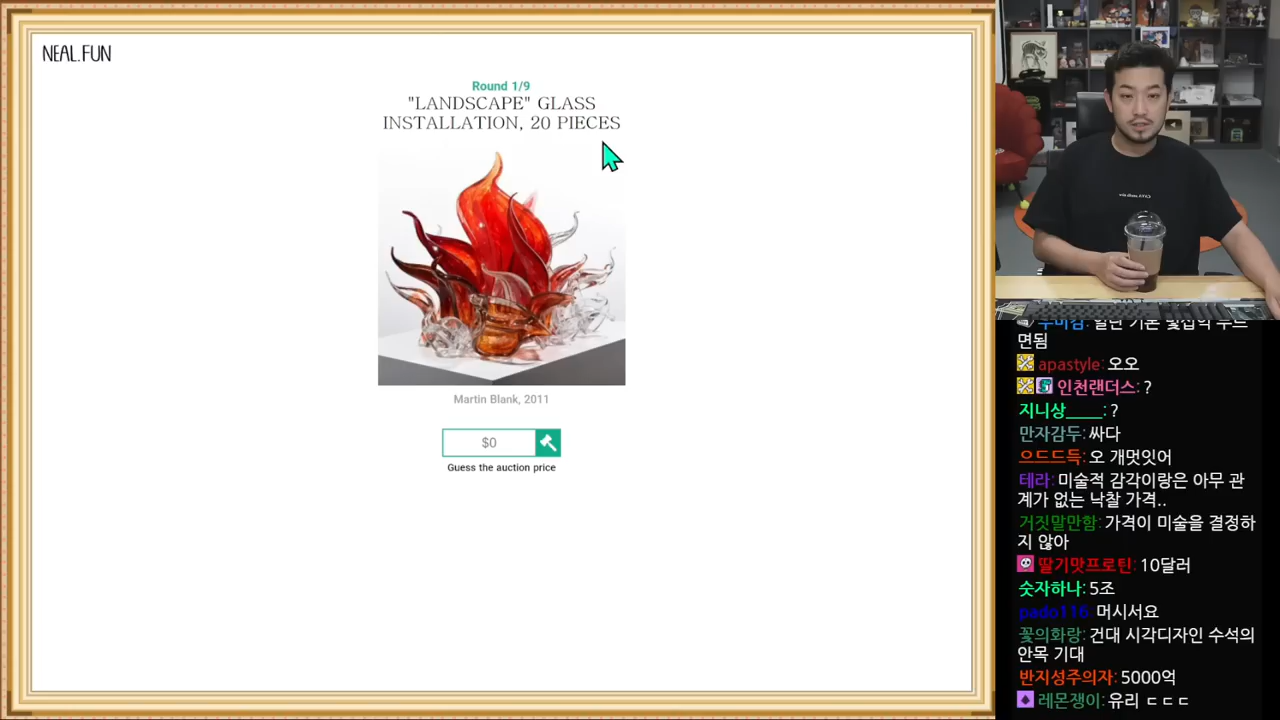 NEAL.FUN
Round 1/9
"LANDSCAPE" GLASS
INSTALLATION, 20 PIECES
Martin Blank, 2011
$0
Guess the auction price
면됨
apastyle: 오오
인천랜더스: ?
지니상____: ?
만자감두: 싸다
으드드득: 오 개멋잇어
테라: 미술적 감각이랑은 아무 관
계가 없는 낙찰 가격..
거짓말만함: 가격이 미술을 결정하
지 않아
딸기맛프로틴: 10달러
숫자하나: 5조
pado116: 머시서요
꽃의화랑: 건대 시각디자인 수석의
안목 기대
반지성주의자: 5000억
레몬쟁이: 유리 ㄷㄷㄷ